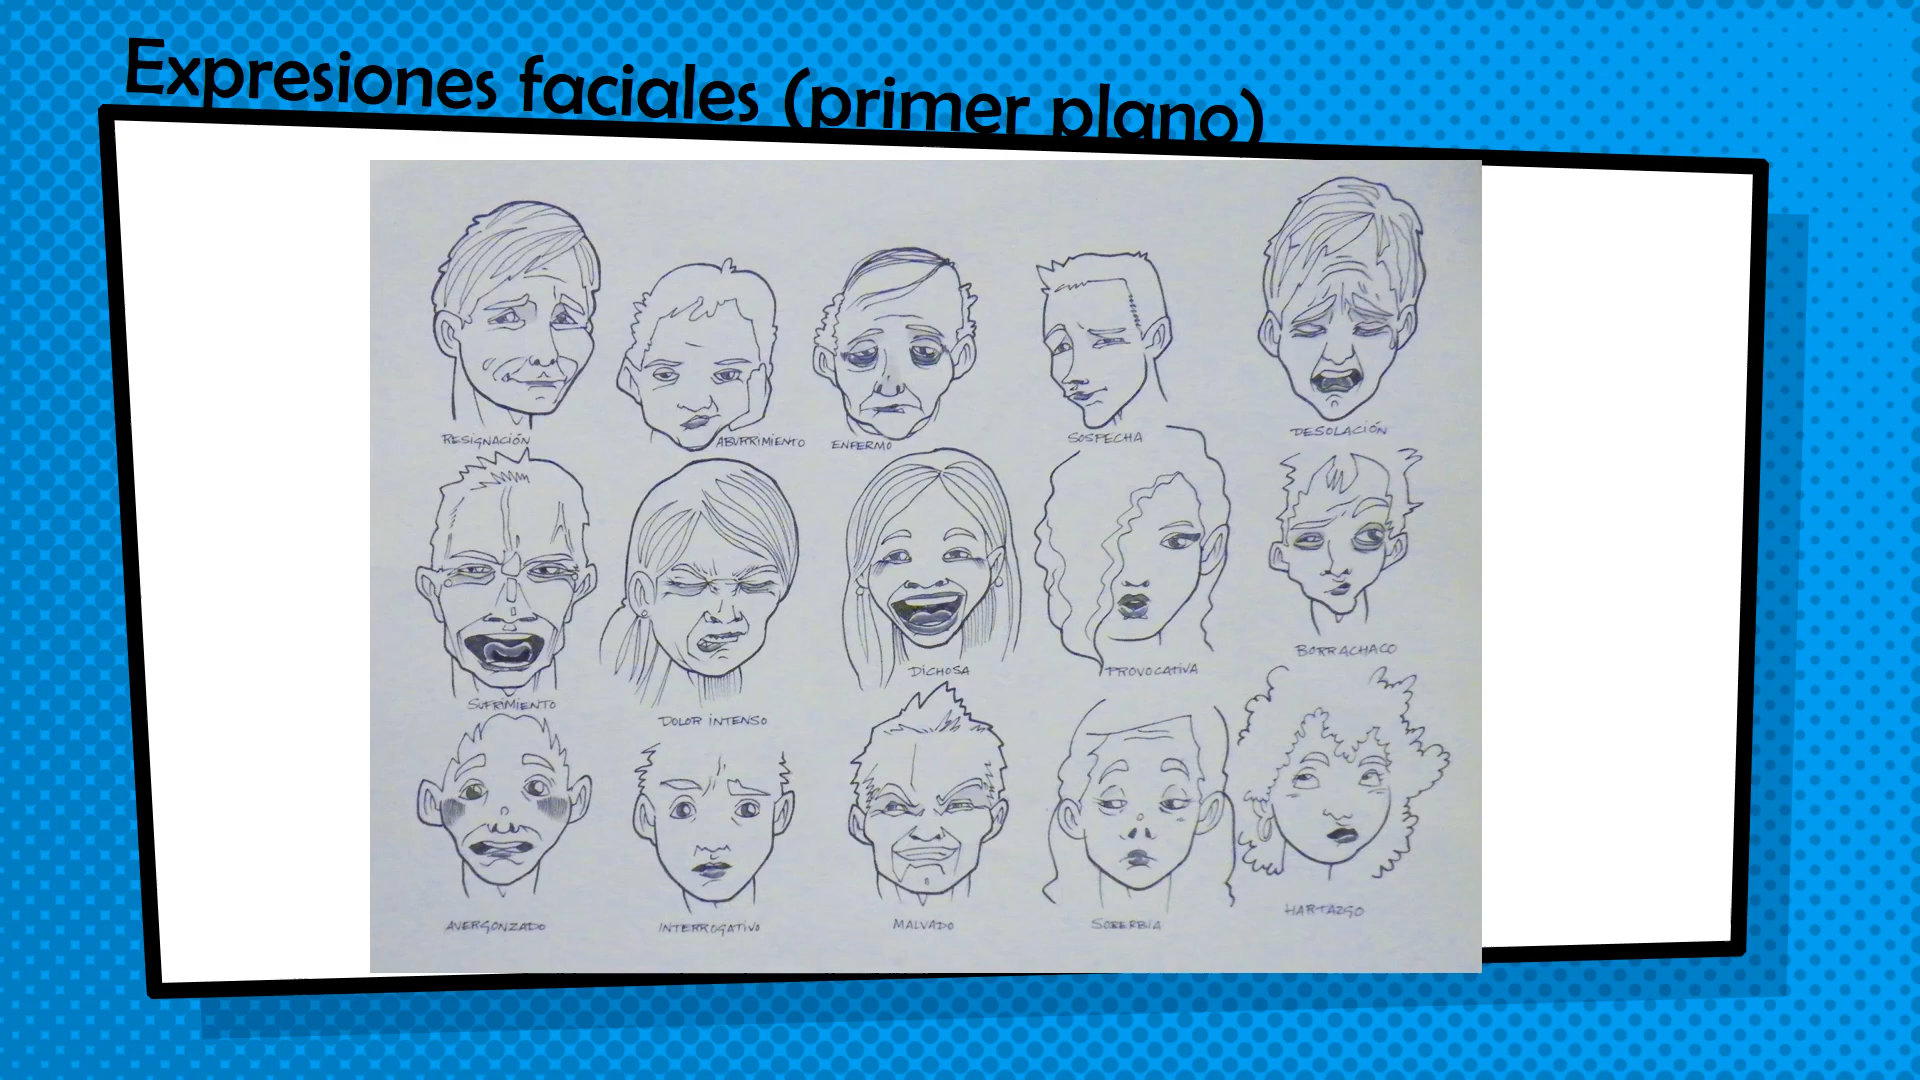 Expresiones faciales (primer plano)
RESIGNACIÓN
ABURRIMIENTO
ENFERMO
SOSPECHA
DESOLACIÓN
SUFRIMIENTO
DOLOR INTENSO
DICHOSA
PROVOCATIVA
BORRACHACO
AVERGONZADO
INTERROGATIVO
MALVADO
SOBERBIA
HARTAZGO